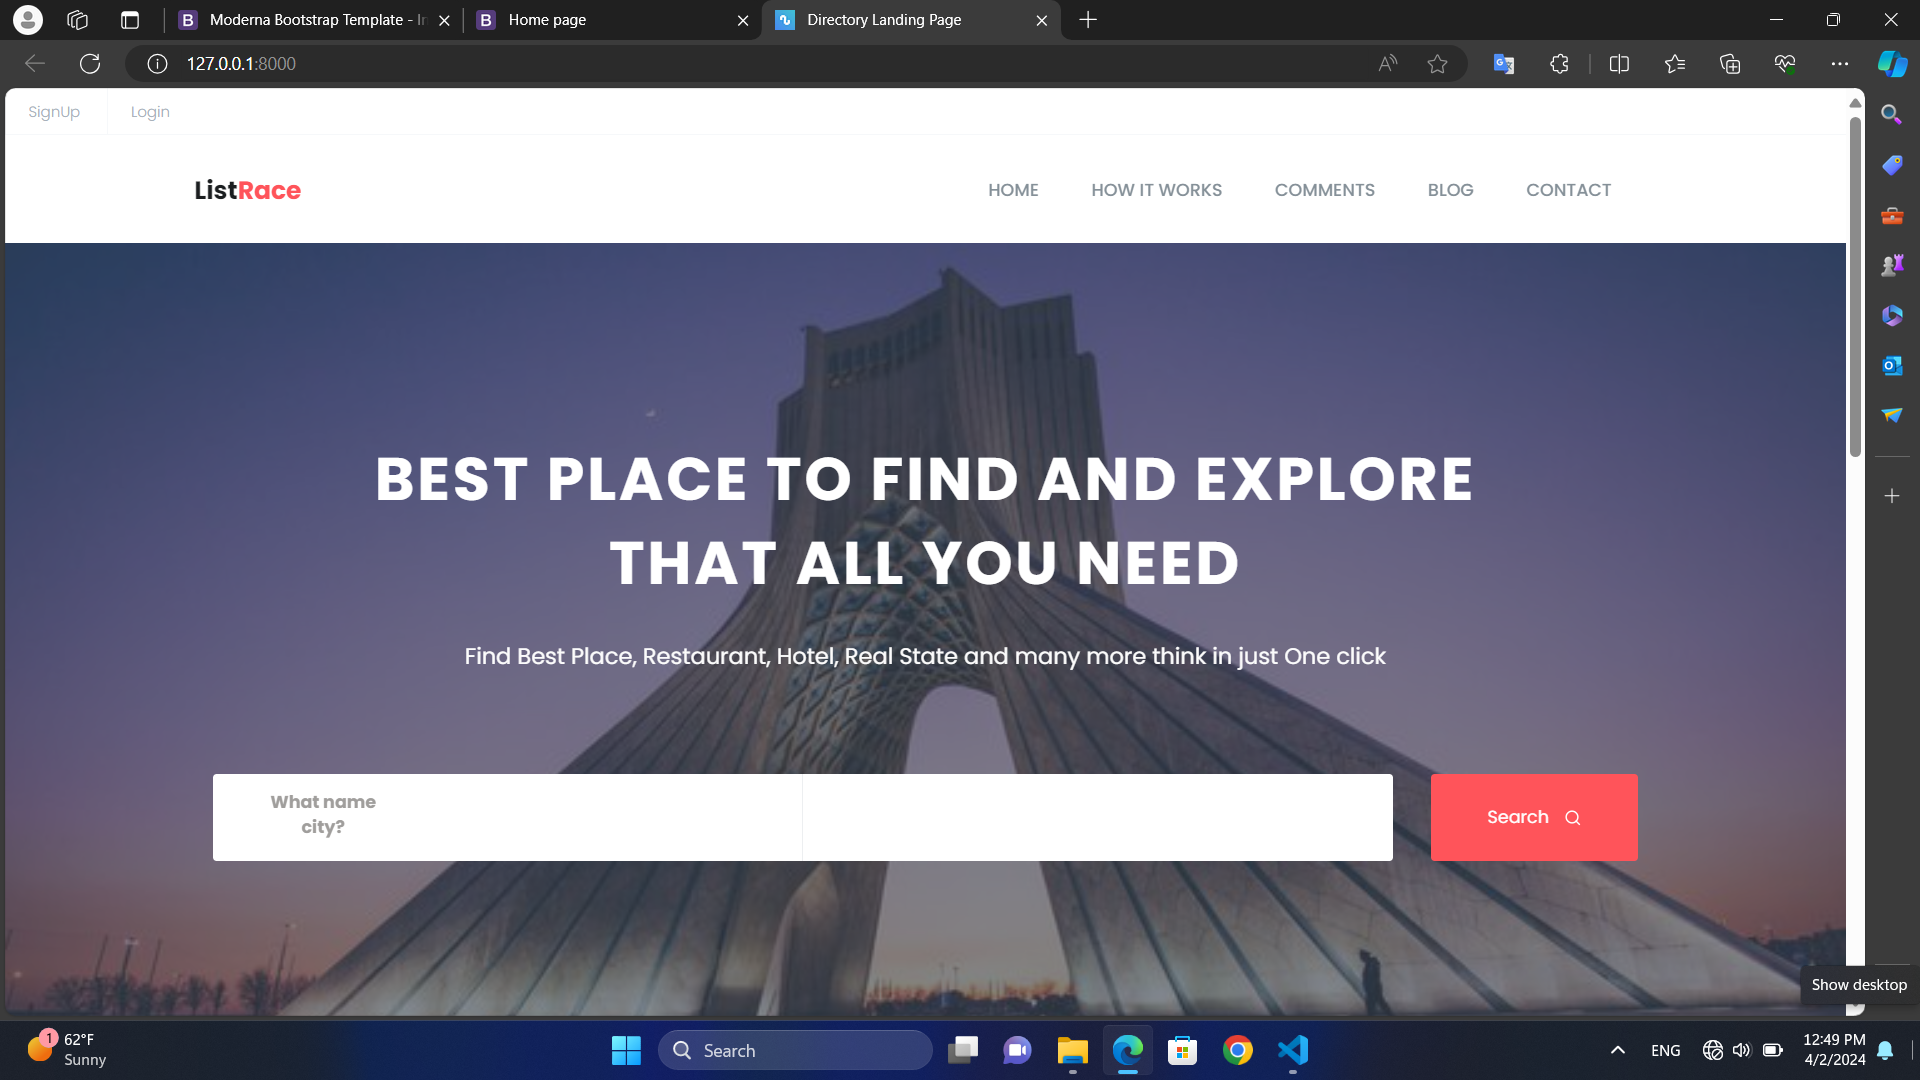 Moderna Bootstrap Template - In
Home page
Directory Landing Page
127.0.0.1:8000
SignUp
Login
ListRace
HOME
HOW IT WORKS
COMMENTS
BLOG
CONTACT
BEST PLACE TO FIND AND EXPLORE
THAT ALL YOU NEED
Find Best Place, Restaurant, Hotel, Real State and many more think in just One click
What name
city?
Search
Show desktop
1
62°F
Sunny
Search
ENG
12:49 PM
4/2/2024